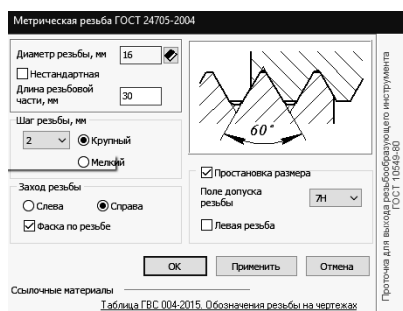 Метрическая резьба ГОСТ 24705-2004
Диаметр резьбы, мм 16
Нестандартная
Длина резьбовой
части, мм 30
Шаг резьбы, мм
2 Крупный
Мелкий
Заход резьбы
Слева Справа
Фаска по резьбе
60°
Простановка размера
Поле допуска
резьбы 7H
Левая резьба
OK Применить Отмена
Ссылочные материалы
Таблица ГВС 004-2015. Обозначения резьбы на чертежах
Проточка для выхода резьбообразующего инструмента
ГОСТ 10549-80